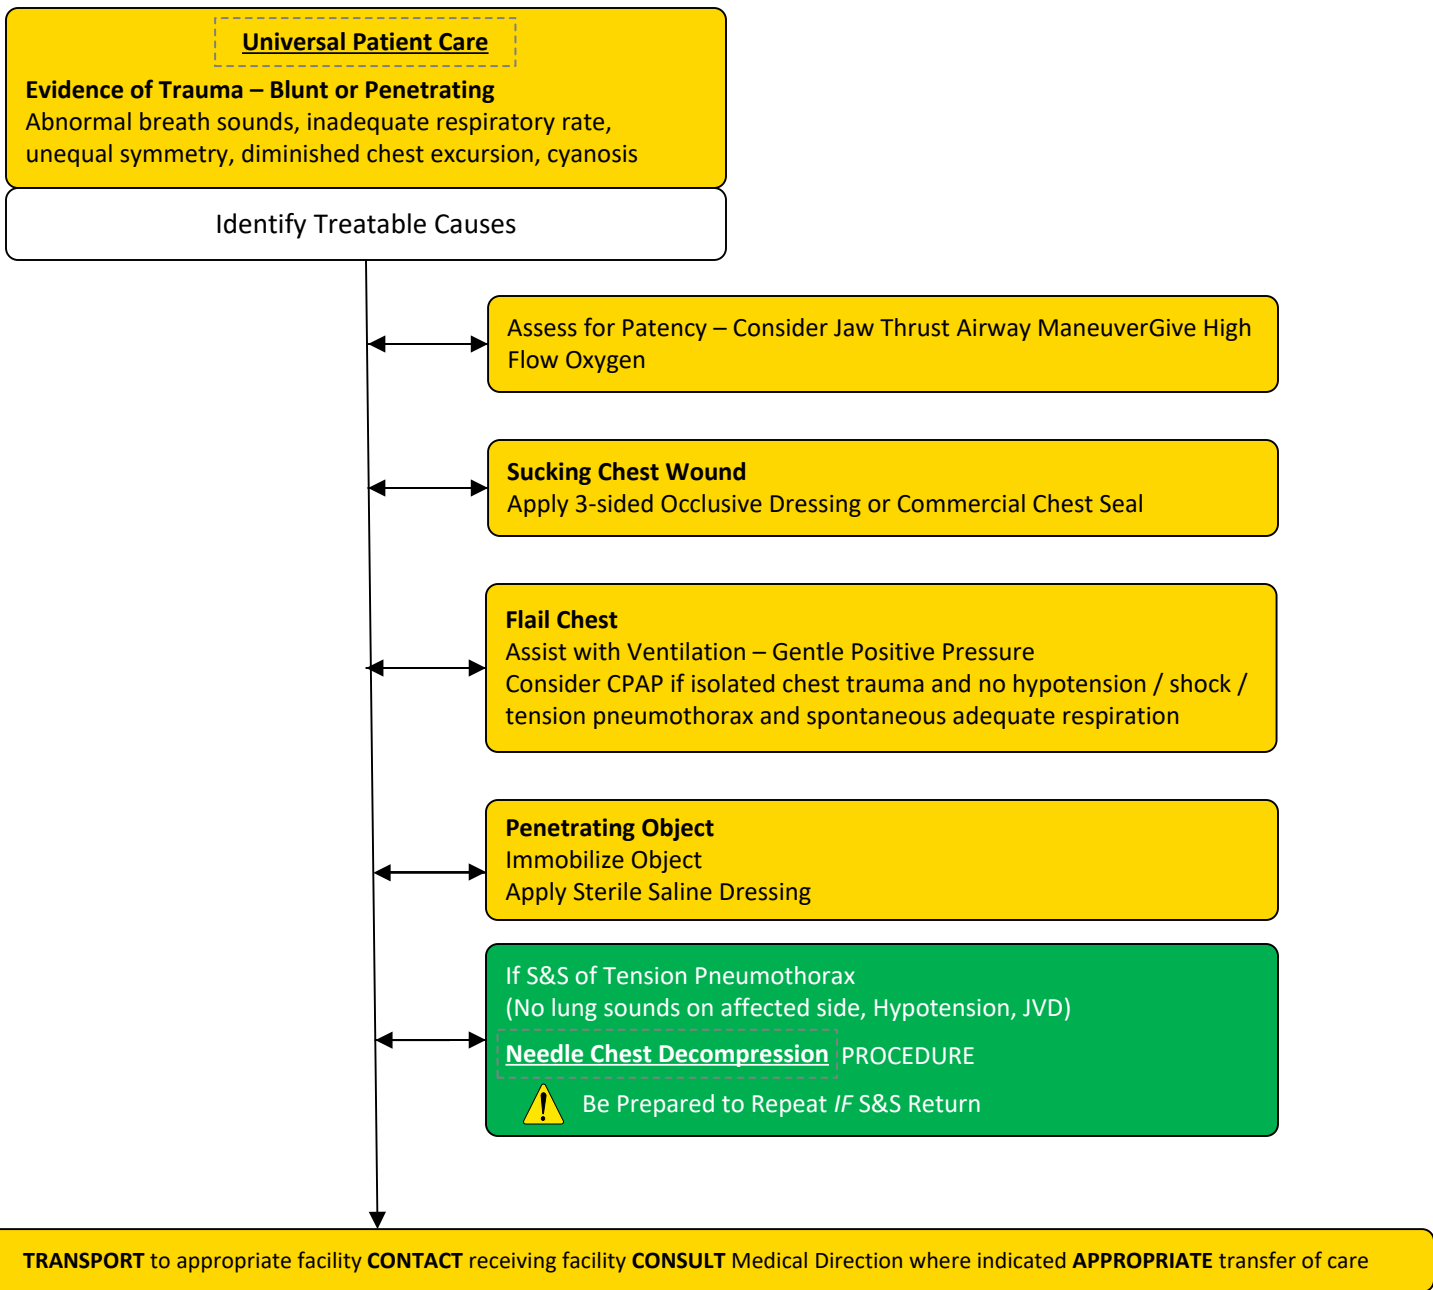 Universal Patient Care
Evidence of Trauma – Blunt or Penetrating
Abnormal breath sounds, inadequate respiratory rate,
unequal symmetry, diminished chest excursion, cyanosis
Identify Treatable Causes
Assess for Patency – Consider Jaw Thrust Airway ManeuverGive High
Flow Oxygen
Sucking Chest Wound
Apply 3-sided Occlusive Dressing or Commercial Chest Seal
Flail Chest
Assist with Ventilation – Gentle Positive Pressure
Consider CPAP if isolated chest trauma and no hypotension / shock /
tension pneumothorax and spontaneous adequate respiration
Penetrating Object
Immobilize Object
Apply Sterile Saline Dressing
If S&S of Tension Pneumothorax
(No lung sounds on affected side, Hypotension, JVD)
Needle Chest Decompression PROCEDURE
Be Prepared to Repeat IF S&S Return
TRANSPORT to appropriate facility CONTACT receiving facility CONSULT Medical Direction where indicated APPROPRIATE transfer of care